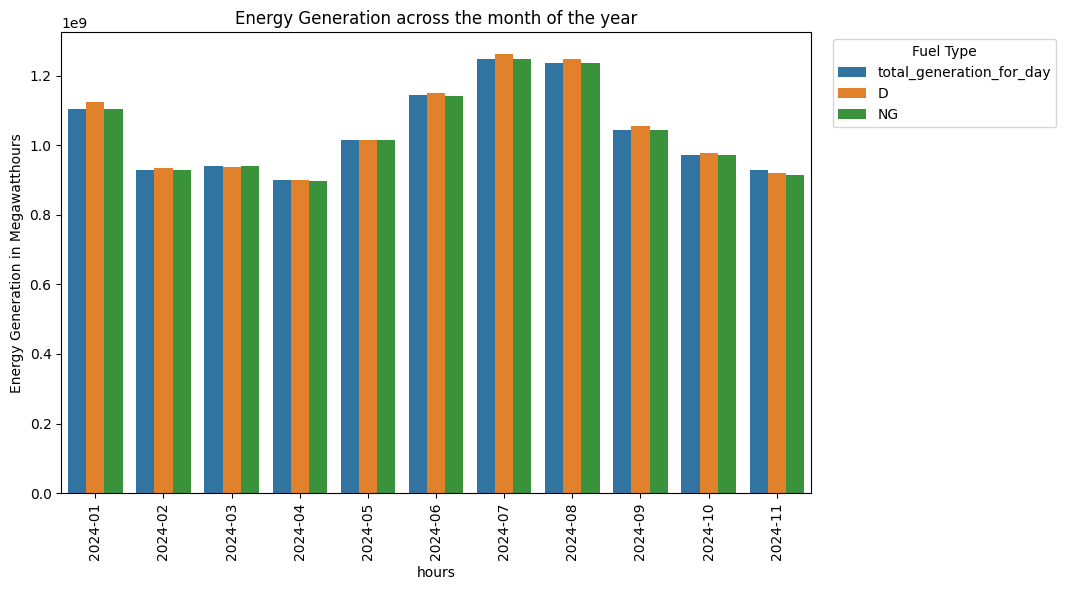 Energy Generation across the month of the year
1e9
Fuel Type
total_generation_for_day
D
NG
Energy Generation in Megawatthours
1.2
1.0
0.8
0.6
0.4
0.2
0.0
2024-01
2024-02
2024-03
2024-04
2024-05
2024-06
2024-07
2024-08
2024-09
2024-10
2024-11
hours